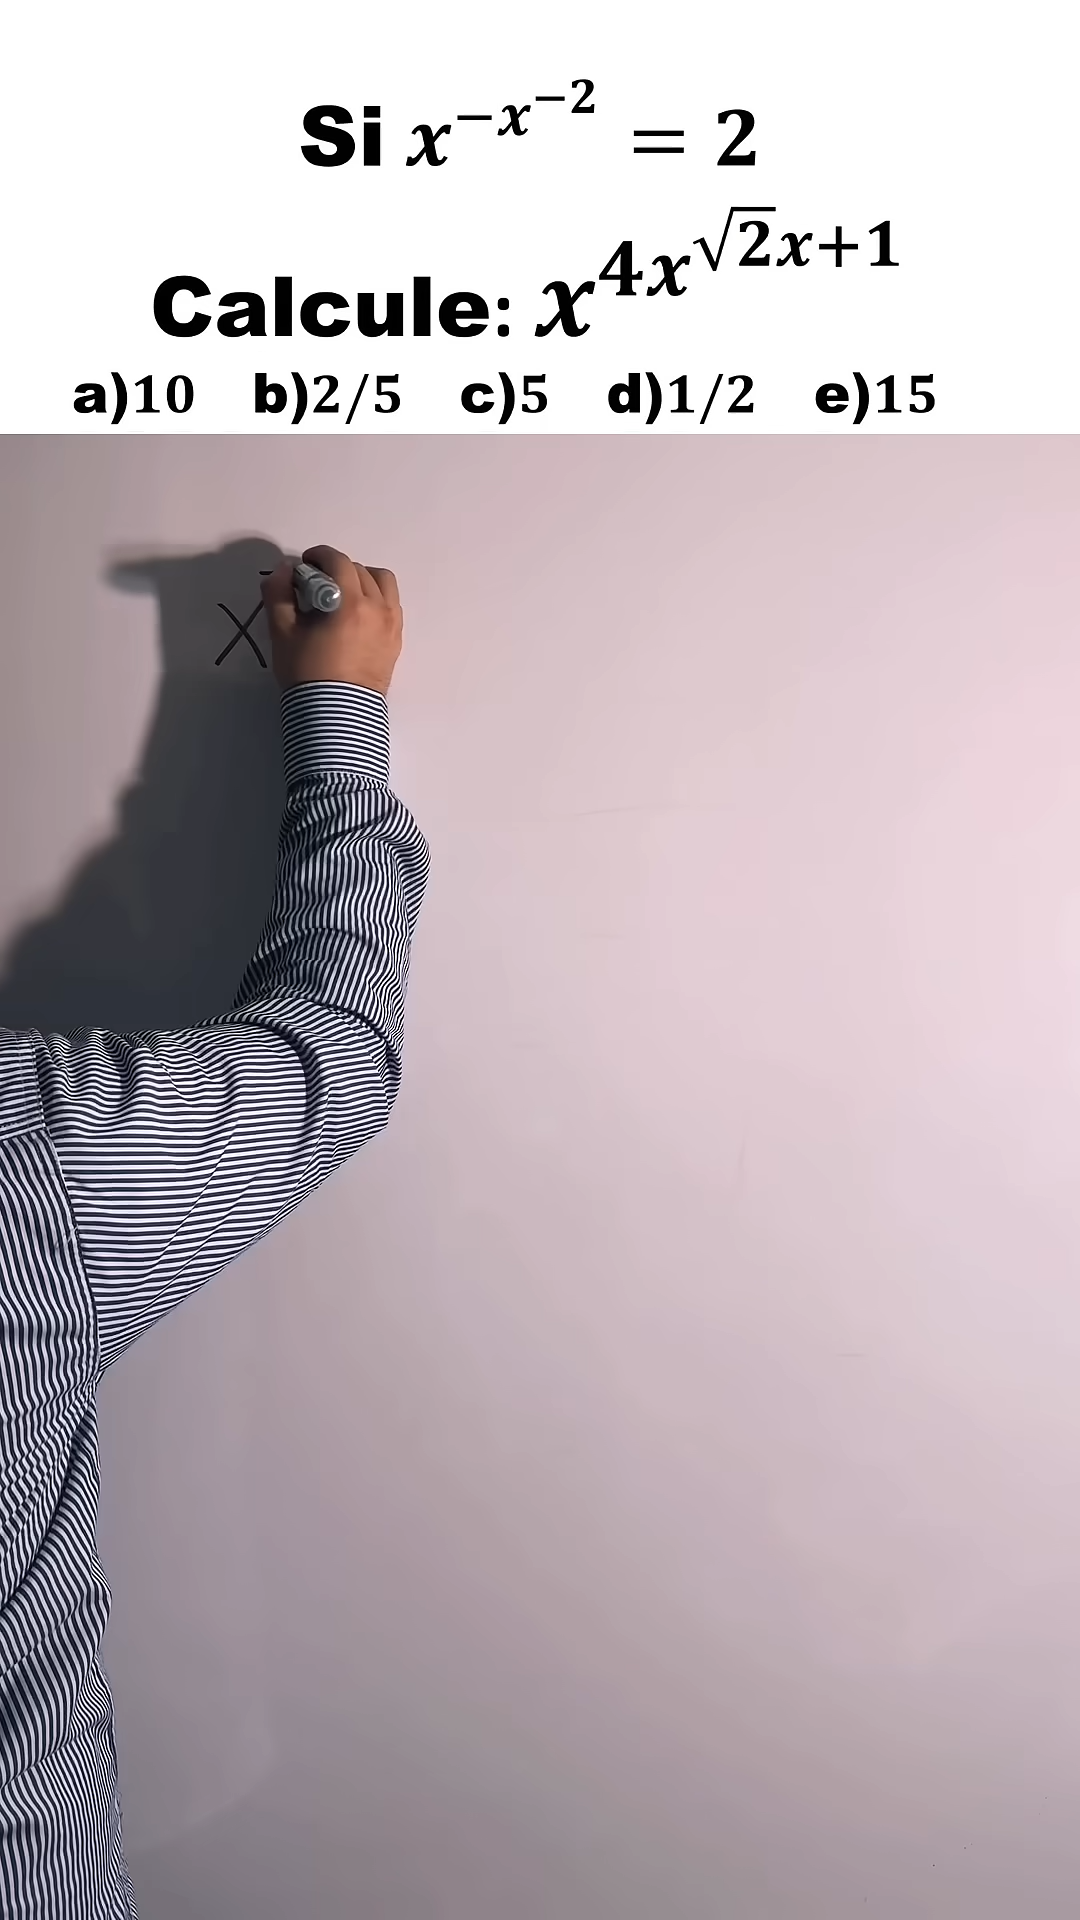 Si x^{-x^{-2}} = 2
Calcule: x^{4x^{\sqrt{2}x+1}}
a)10 b)2/5 c)5 d)1/2 e)15
x